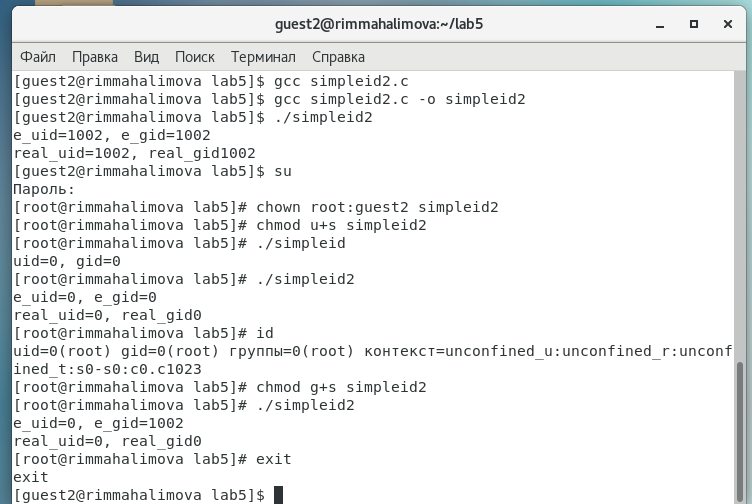 guest2@rimmahalimova:~/lab5
Файл Правка Вид Поиск Терминал Справка
[guest2@rimmahalimova lab5]$ gcc simpleid2.c
[guest2@rimmahalimova lab5]$ gcc simpleid2.c -o simpleid2
[guest2@rimmahalimova lab5]$ ./simpleid2
e_uid=1002, e_gid=1002
real_uid=1002, real_gid1002
[guest2@rimmahalimova lab5]$ su
Пароль:
[root@rimmahalimova lab5]# chown root:guest2 simpleid2
[root@rimmahalimova lab5]# chmod u+s simpleid2
[root@rimmahalimova lab5]# ./simpleid
uid=0, gid=0
[root@rimmahalimova lab5]# ./simpleid2
e_uid=0, e_gid=0
real_uid=0, real_gid0
[root@rimmahalimova lab5]# id
uid=0(root) gid=0(root) группы=0(root) контекст=unconfined_u:unconfined_r:unconf
ined_t:s0-s0:c0.c1023
[root@rimmahalimova lab5]# chmod g+s simpleid2
[root@rimmahalimova lab5]# ./simpleid2
e_uid=0, e_gid=1002
real_uid=0, real_gid0
[root@rimmahalimova lab5]# exit
exit
[guest2@rimmahalimova lab5]$